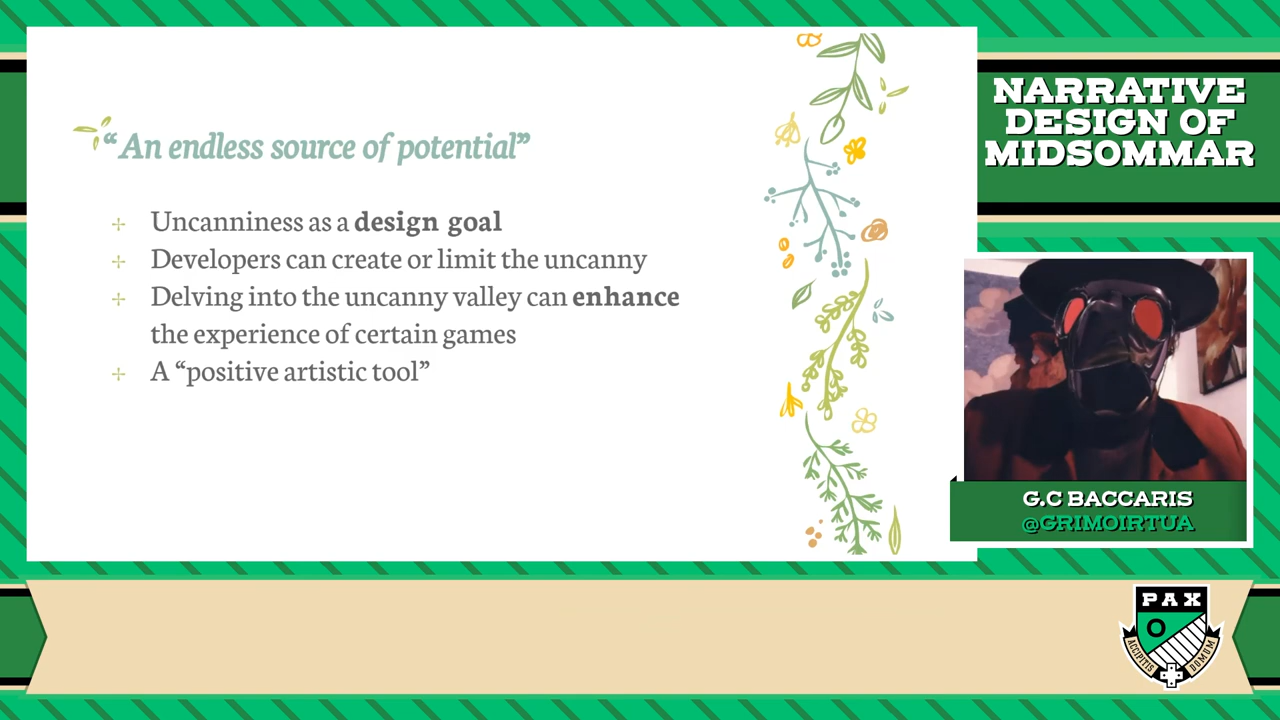 “An endless source of potential”
Uncanniness as a design goal
Developers can create or limit the uncanny
Delving into the uncanny valley can enhance
the experience of certain games
A “positive artistic tool”
NARRATIVE
DESIGN OF
MIDSOMMAR
G.C BACCARIS
@GRIMOIRTUA
PAX
O
ACCIPITIS
DOMUM